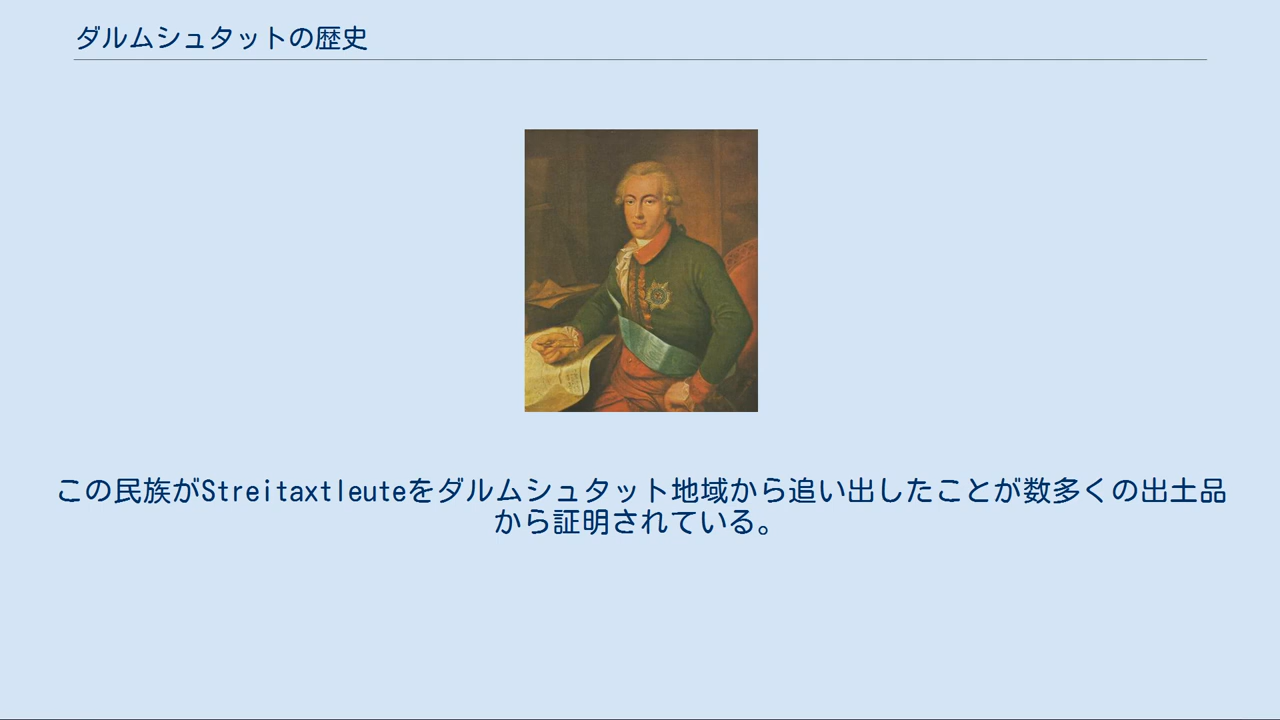 ダルムシュタットの歴史
この民族がStreitaxtleuteをダルムシュタット地域から追い出したことが数多くの出土品
から証明されている。